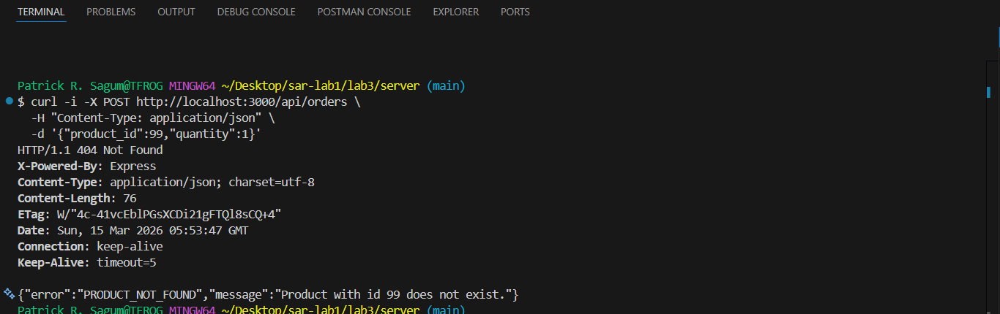 TERMINAL PROBLEMS OUTPUT DEBUG CONSOLE POSTMAN CONSOLE EXPLORER PORTS
Patrick R. Sagum@TFROG MINGW64 ~/Desktop/sar-lab1/lab3/server (main)
$ curl -i -X POST http://localhost:3000/api/orders \
-H "Content-Type: application/json" \
-d '{"product_id":99,"quantity":1}'
HTTP/1.1 404 Not Found
X-Powered-By: Express
Content-Type: application/json; charset=utf-8
Content-Length: 76
ETag: W/"4c-41vcEblPGsXCDi21gFTQl8sCQ+4"
Date: Sun, 15 Mar 2026 05:53:47 GMT
Connection: keep-alive
Keep-Alive: timeout=5
{"error":"PRODUCT_NOT_FOUND","message":"Product with id 99 does not exist."}
Patrick R. Sagum@TFROG MINGW64 ~/Desktop/sar-lab1/lab3/server (main)